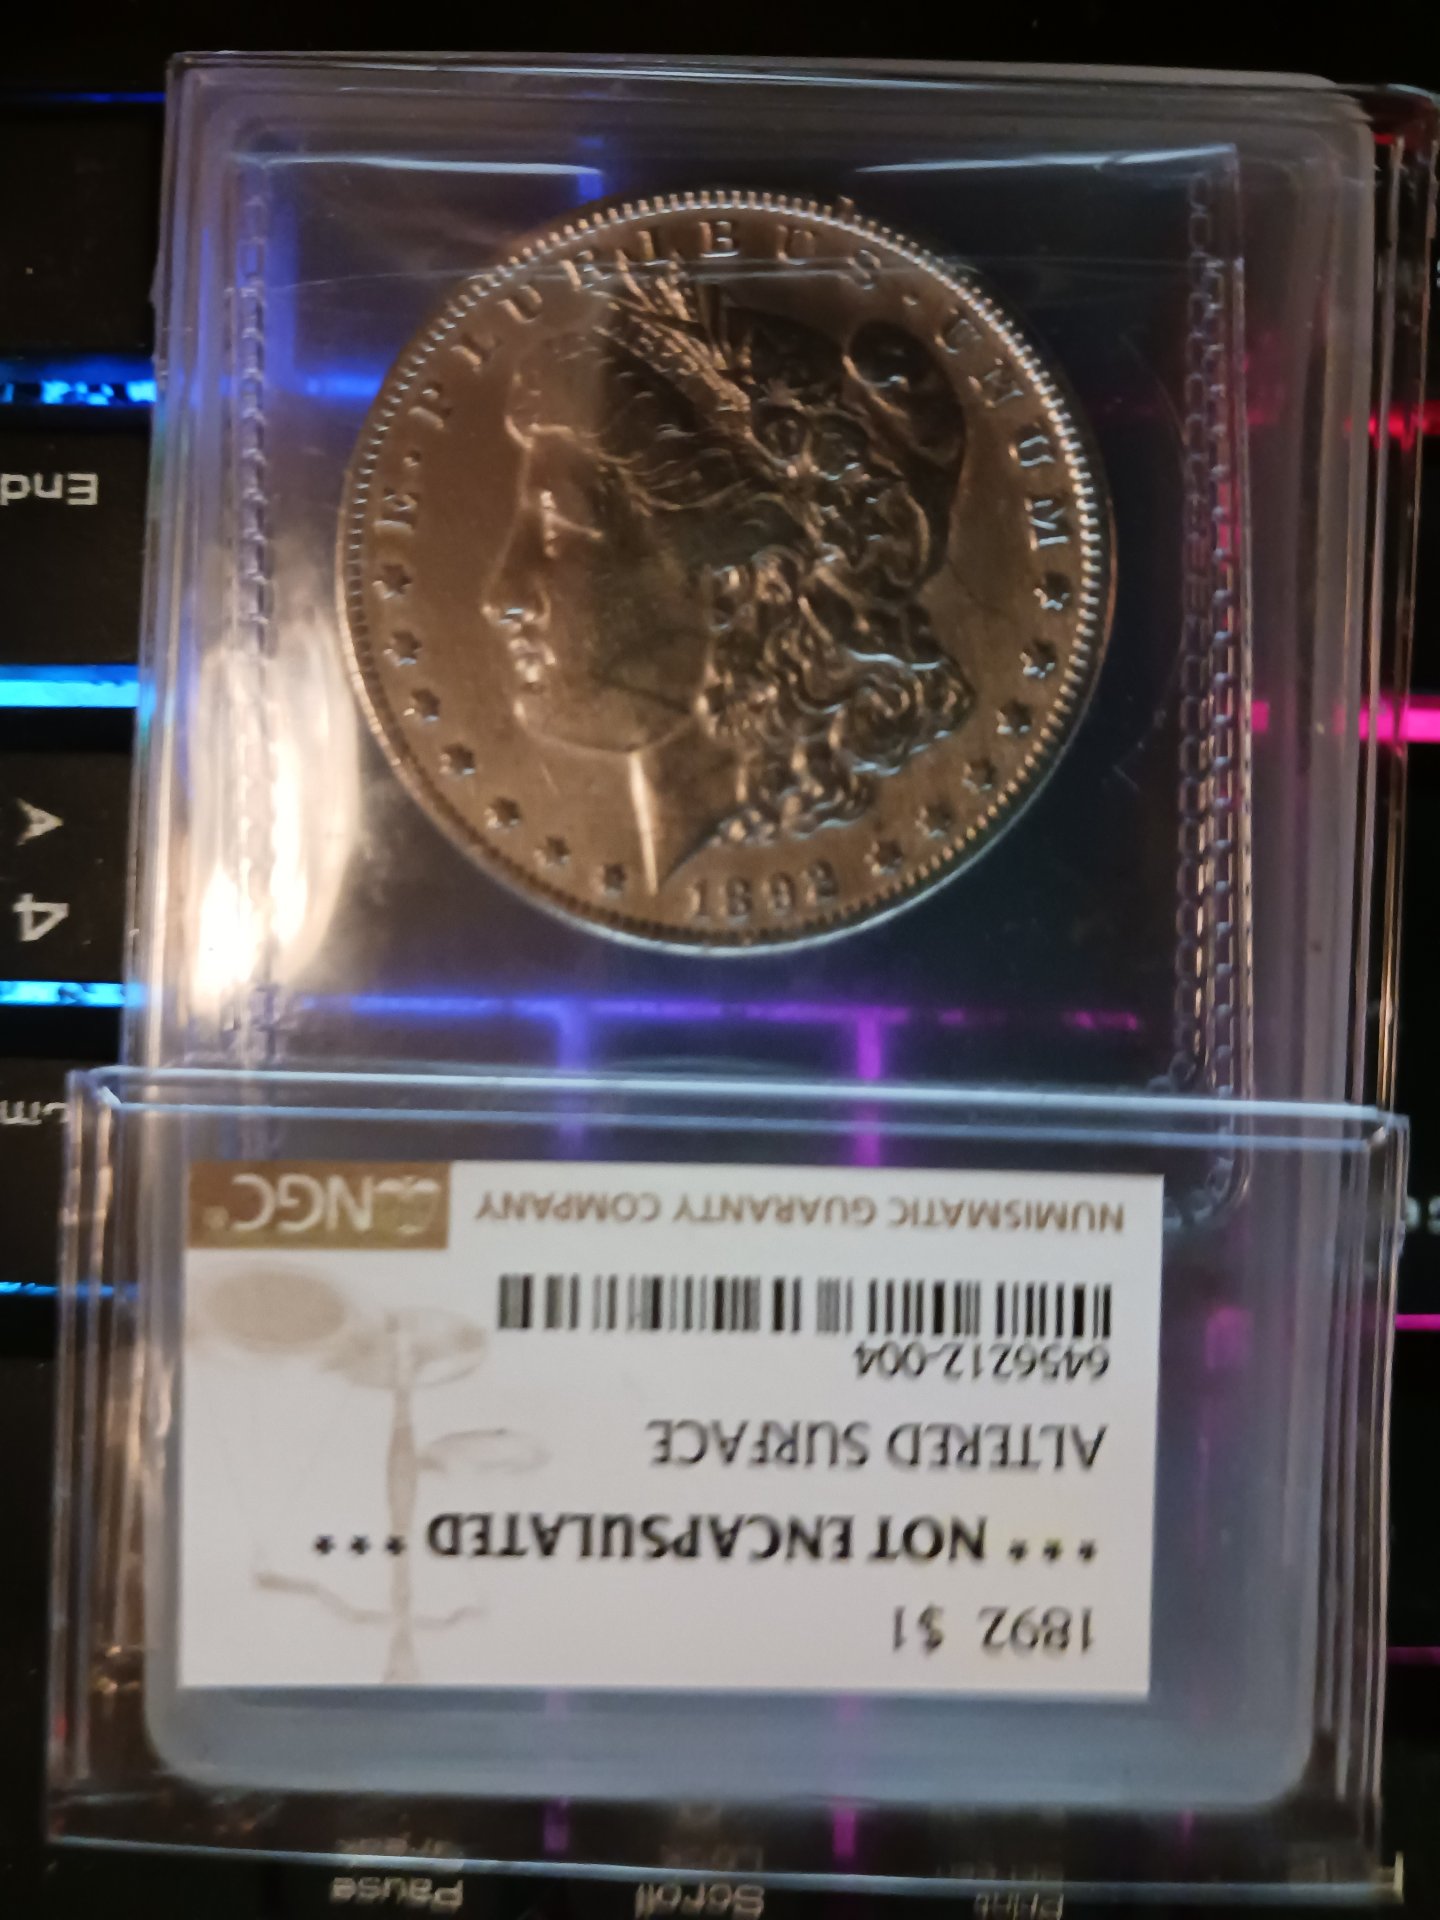 E · PLURIBUS · UNUM
1892
NGC®
NUMISMATIC GUARANTY COMPANY
6456212-004
ALTERED SURFACE
*** NOT ENCAPSULATED ***
1892 $1
End
4
Pause
Scroll
Print